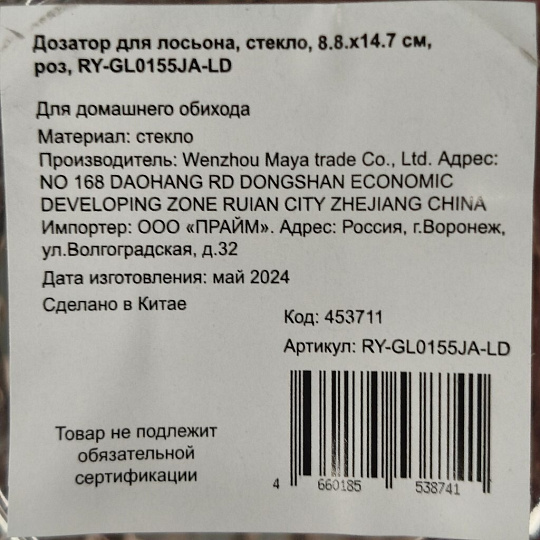 Дозатор для лосьона, стекло, 8.8.x14.7 см,
роз, RY-GL0155JA-LD
Для домашнего обихода
Материал: стекло
Производитель: Wenzhou Maya trade Co., Ltd. Адрес:
NO 168 DAOHANG RD DONGSHAN ECONOMIC
DEVELOPING ZONE RUIAN CITY ZHEJIANG CHINA
Импортер: ООО «ПРАЙМ». Адрес: Россия, г.Воронеж,
ул.Волгоградская, д.32
Дата изготовления: май 2024
Сделано в Китае
Код: 453711
Артикул: RY-GL0155JA-LD
Товар не подлежит
обязательной
сертификации
4 660185 538741